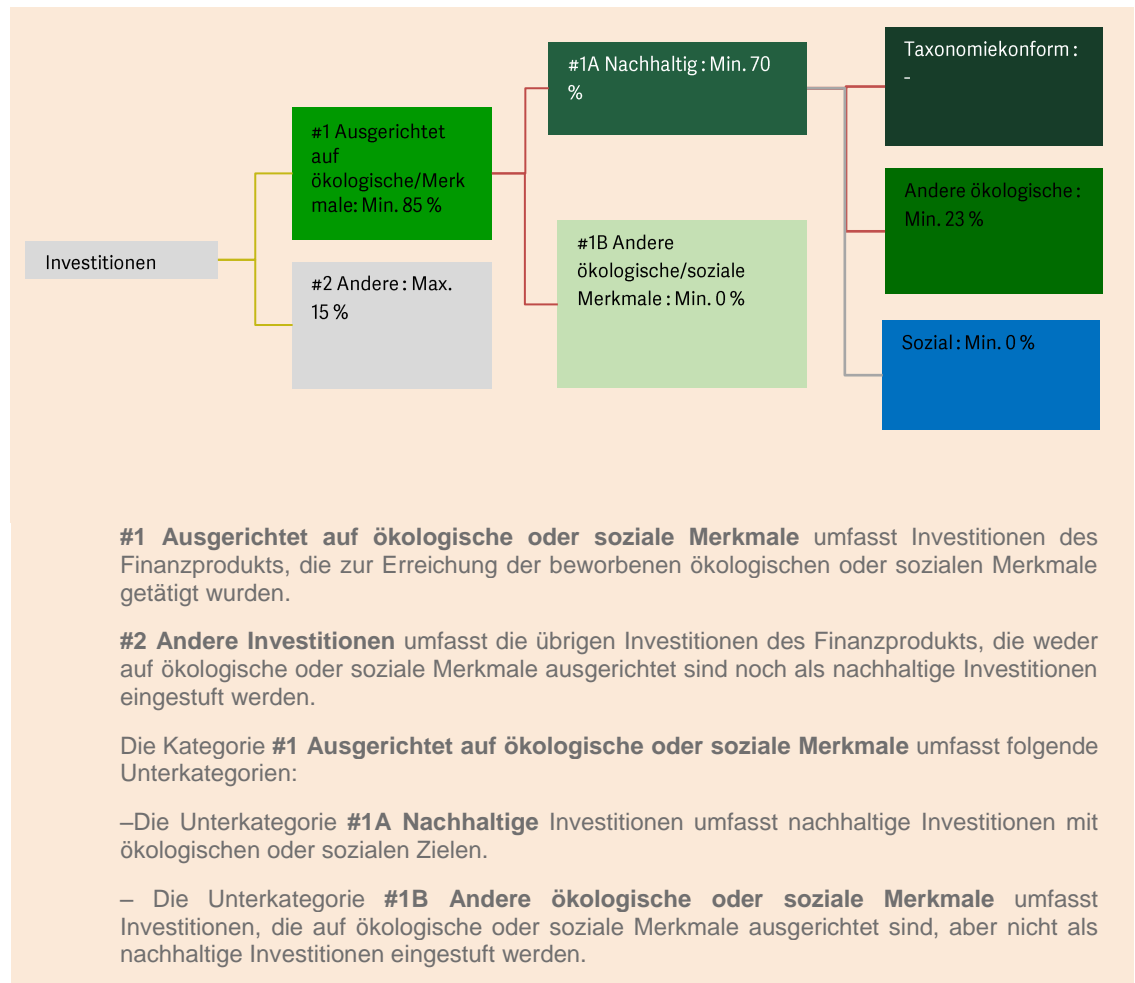 Investitionen
#1 Ausgerichtet
auf
ökologische/Merk
male: Min. 85 %
#2 Andere : Max.
15 %
#1A Nachhaltig : Min. 70
%
#1B Andere
ökologische/soziale
Merkmale : Min. 0 %
Taxonomiekonform :
-
Andere ökologische :
Min. 23 %
Sozial : Min. 0 %
#1 Ausgerichtet auf ökologische oder soziale Merkmale umfasst Investitionen des
Finanzprodukts, die zur Erreichung der beworbenen ökologischen oder sozialen Merkmale
getätigt wurden.
#2 Andere Investitionen umfasst die übrigen Investitionen des Finanzprodukts, die weder
auf ökologische oder soziale Merkmale ausgerichtet sind noch als nachhaltige Investitionen
eingestuft werden.
Die Kategorie #1 Ausgerichtet auf ökologische oder soziale Merkmale umfasst folgende
Unterkategorien:
–Die Unterkategorie #1A Nachhaltige Investitionen umfasst nachhaltige Investitionen mit
ökologischen oder sozialen Zielen.
– Die Unterkategorie #1B Andere ökologische oder soziale Merkmale umfasst
Investitionen, die auf ökologische oder soziale Merkmale ausgerichtet sind, aber nicht als
nachhaltige Investitionen eingestuft werden.